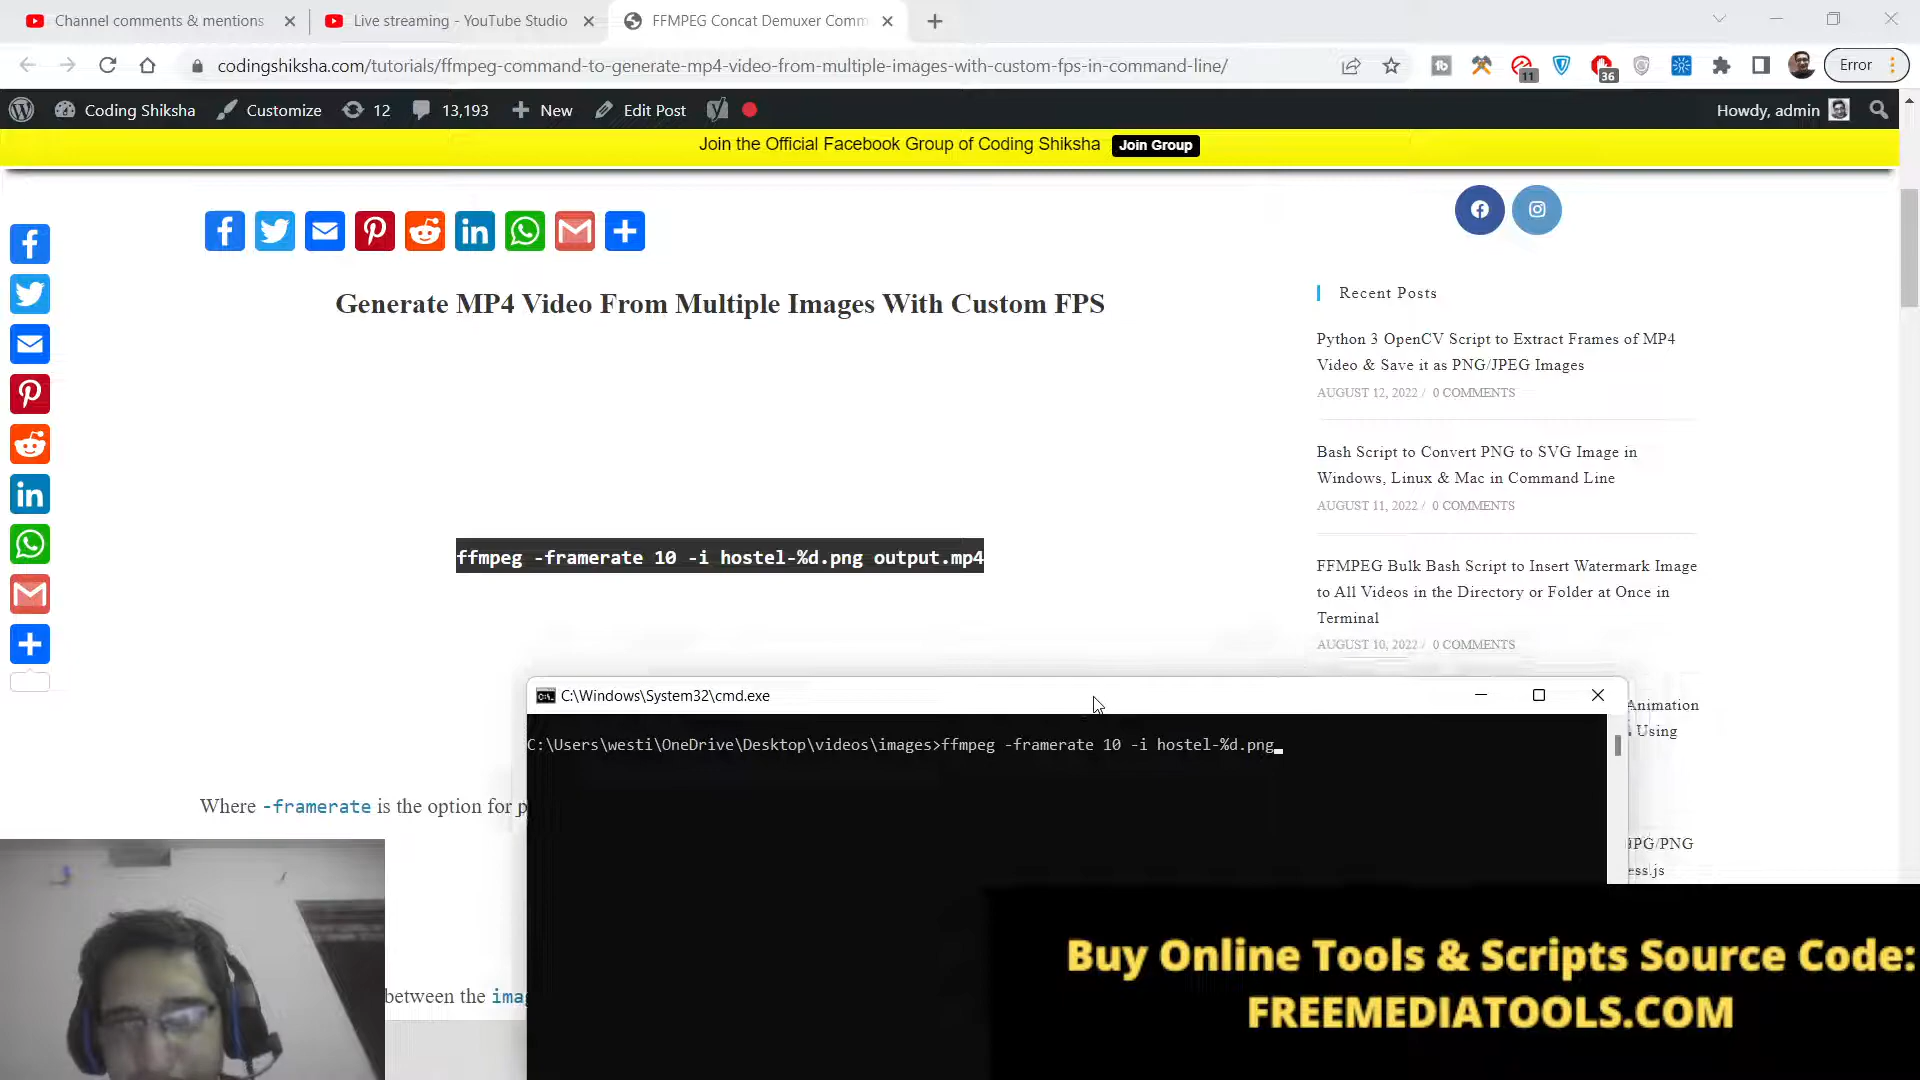 Channel comments & mentions
Live streaming - YouTube Studio
FFMPEG Concat Demuxer Comm
codingshiksha.com/tutorials/ffmpeg-command-to-generate-mp4-video-from-multiple-images-with-custom-fps-in-command-line/
11
36
Error
Coding Shiksha
Customize
12
13,193
New
Edit Post
Howdy, admin
Join the Official Facebook Group of Coding Shiksha
Join Group
Generate MP4 Video From Multiple Images With Custom FPS
ffmpeg -framerate 10 -i hostel-%d.png output.mp4
Where -framerate is the option for p
between the
Recent Posts
Python 3 OpenCV Script to Extract Frames of MP4
Video & Save it as PNG/JPEG Images
AUGUST 12, 2022 / 0 COMMENTS
Bash Script to Convert PNG to SVG Image in
Windows, Linux & Mac in Command Line
AUGUST 11, 2022 / 0 COMMENTS
FFMPEG Bulk Bash Script to Insert Watermark Image
to All Videos in the Directory or Folder at Once in
Terminal
AUGUST 10, 2022 / 0 COMMENTS
Animation
Using
JPG/PNG
ess.js
C:\Windows\System32\cmd.exe
C:\Users\westi\OneDrive\Desktop\videos\images>ffmpeg -framerate 10 -i hostel-%d.png
Buy Online Tools & Scripts Source Code:
FREEMEDIATOOLS.COM